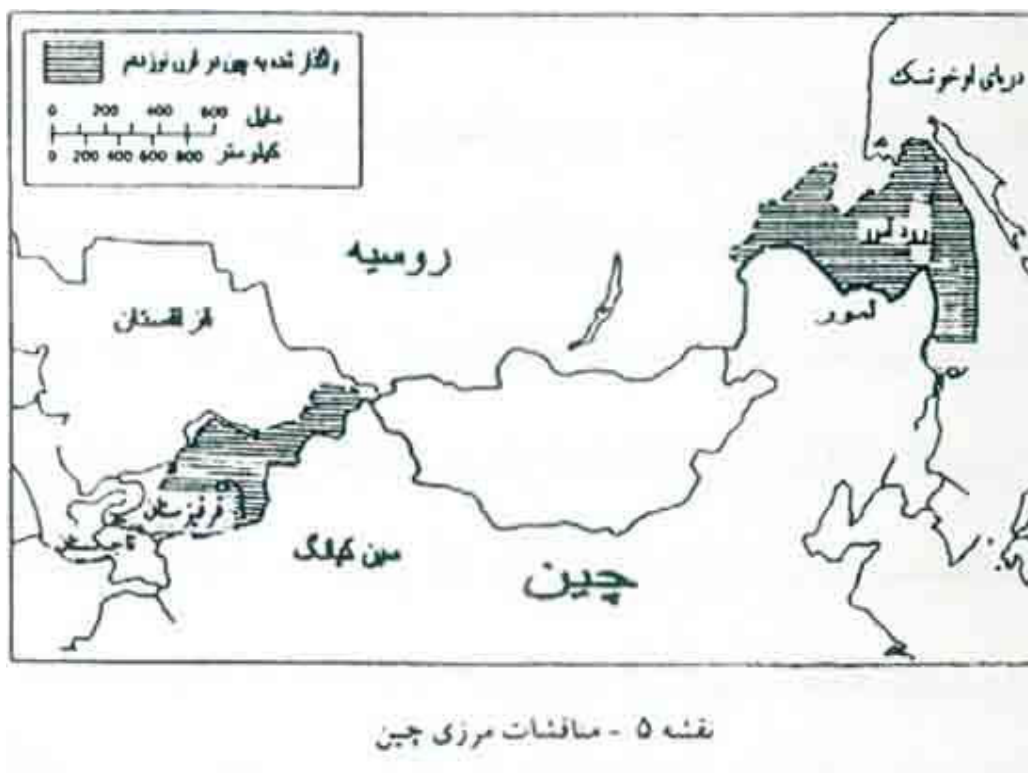 واگذار شده به چین در قرن نوزدهم
0 200 400 600 مایل
0 200 400 600 800 کیلومتر
دریای اوخوتسک
روسیه
رود آمور
قزاقستان
آمور
قرقیزستان
تاجیکستان
سین کیانگ
چین
نقشه ۵ - مناقشات مرزی چین